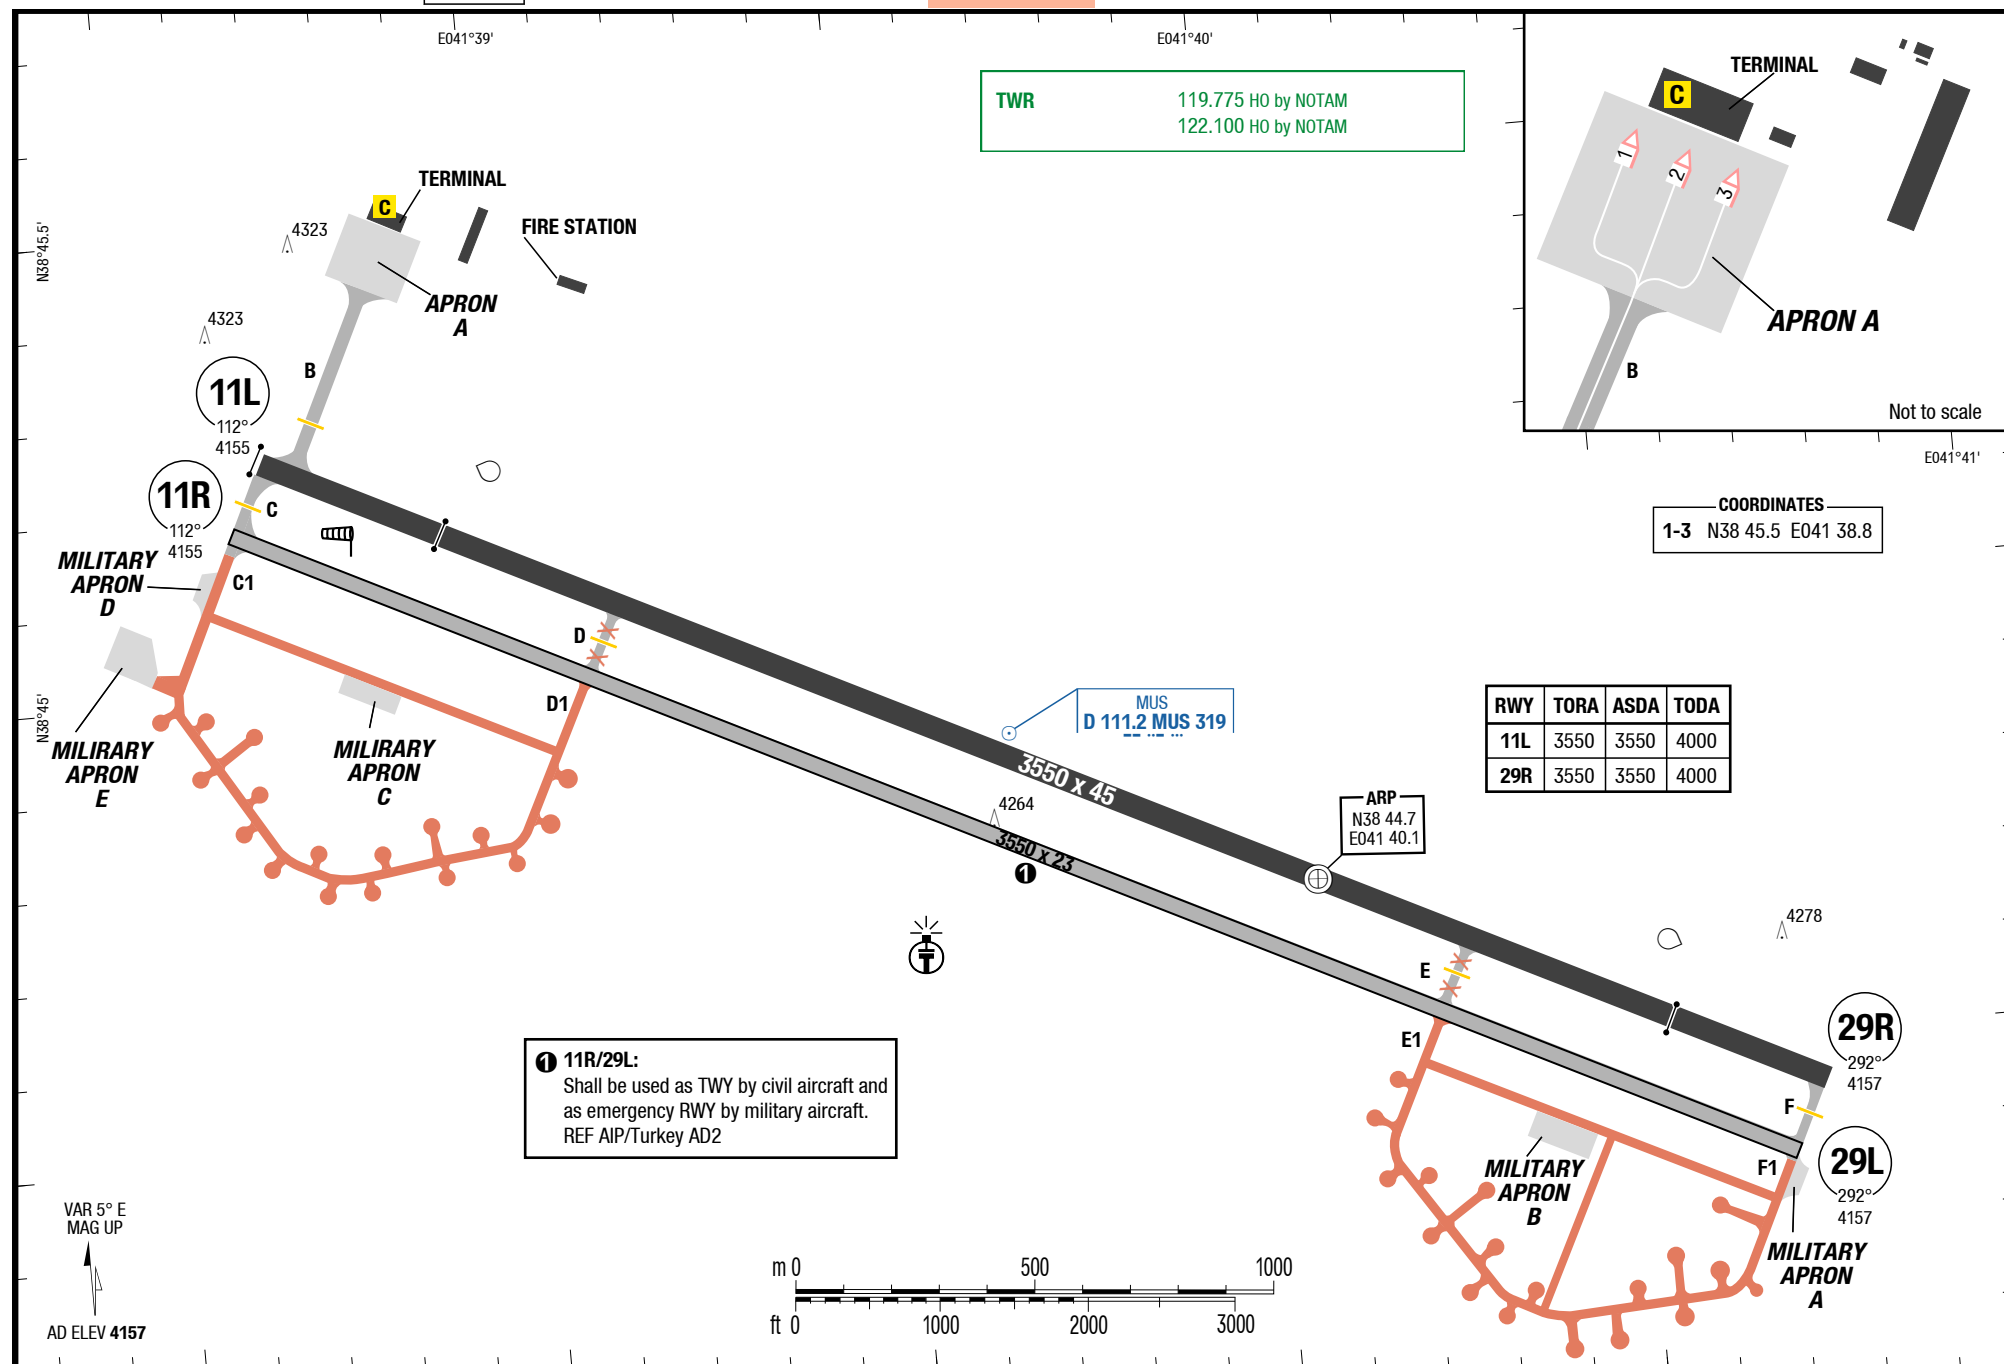 E041°39'
E041°40'
TWR 119.775 HO by NOTAM
122.100 HO by NOTAM
TERMINAL
C
1
2
3
APRON A
B
Not to scale
E041°41'
N38°45.5'
TERMINAL
C
4323
FIRE STATION
APRON
A
4323
B
11L
112°
4155
11R
112°
4155
C
COORDINATES
1-3 N38 45.5 E041 38.8
MILITARY
APRON
D
C1
D
D1
N38°45'
MILIRARY
APRON
E
MILIRARY
APRON
C
MUS
D 111.2 MUS 319
3550 x 45
4264
3550 x 23
1
ARP
N38 44.7
E041 40.1
RWY TORA ASDA TODA
11L 3550 3550 4000
29R 3550 3550 4000
4278
E
E1
29R
292°
4157
F
F1
29L
292°
4157
MILITARY
APRON
B
MILITARY
APRON
A
1 11R/29L:
Shall be used as TWY by civil aircraft and
as emergency RWY by military aircraft.
REF AIP/Turkey AD2
VAR 5° E
MAG UP
AD ELEV 4157
m 0 500 1000
ft 0 1000 2000 3000